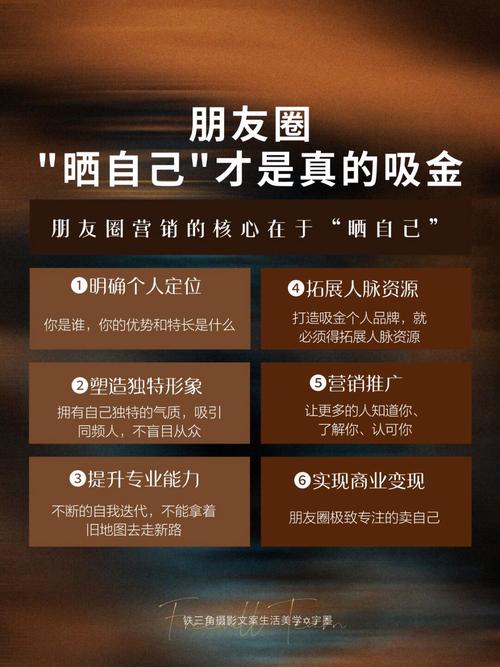 朋友圈
"晒自己"才是真的吸金
朋友圈营销的核心在于“晒自己”
❶明确个人定位
你是谁，你的优势和特长是什么
❷塑造独特形象
拥有自己独特的气质，吸引
同频人，不盲目从众
❸提升专业能力
不断的自我迭代，不能拿着
旧地图去走新路
❹拓展人脉资源
打造吸金个人品牌，就
必须得拓展人脉资源
❺营销推广
让更多的人知道你、
了解你、认可你
❻实现商业变现
朋友圈极致专注的卖自己
铁三角摄影文案生活美学✡宇墨